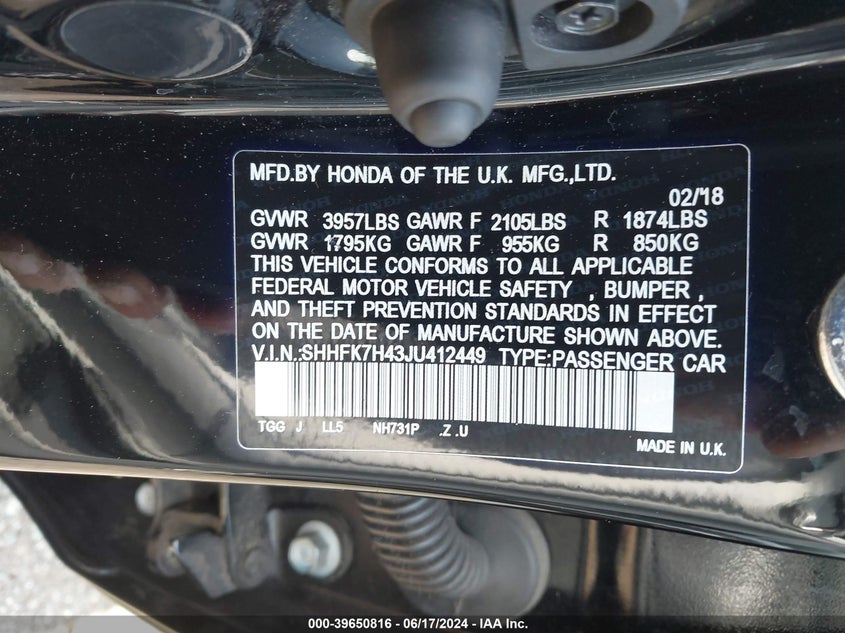 MFD.BY HONDA OF THE U.K. MFG.,LTD.
02/18
GVWR 3957LBS GAWR F 2105LBS R 1874LBS
GVWR 1795KG GAWR F 955KG R 850KG
THIS VEHICLE CONFORMS TO ALL APPLICABLE
FEDERAL MOTOR VEHICLE SAFETY , BUMPER ,
AND THEFT PREVENTION STANDARDS IN EFFECT
ON THE DATE OF MANUFACTURE SHOWN ABOVE.
V.I.N.:SHHFK7H43JU412449 TYPE:PASSENGER CAR
TGG J LL5 NH731P .Z .U
MADE IN U.K.
000-39650816 - 06/17/2024 - IAA Inc.